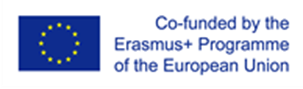 Co-funded by the
Erasmus+ Programme
of the European Union